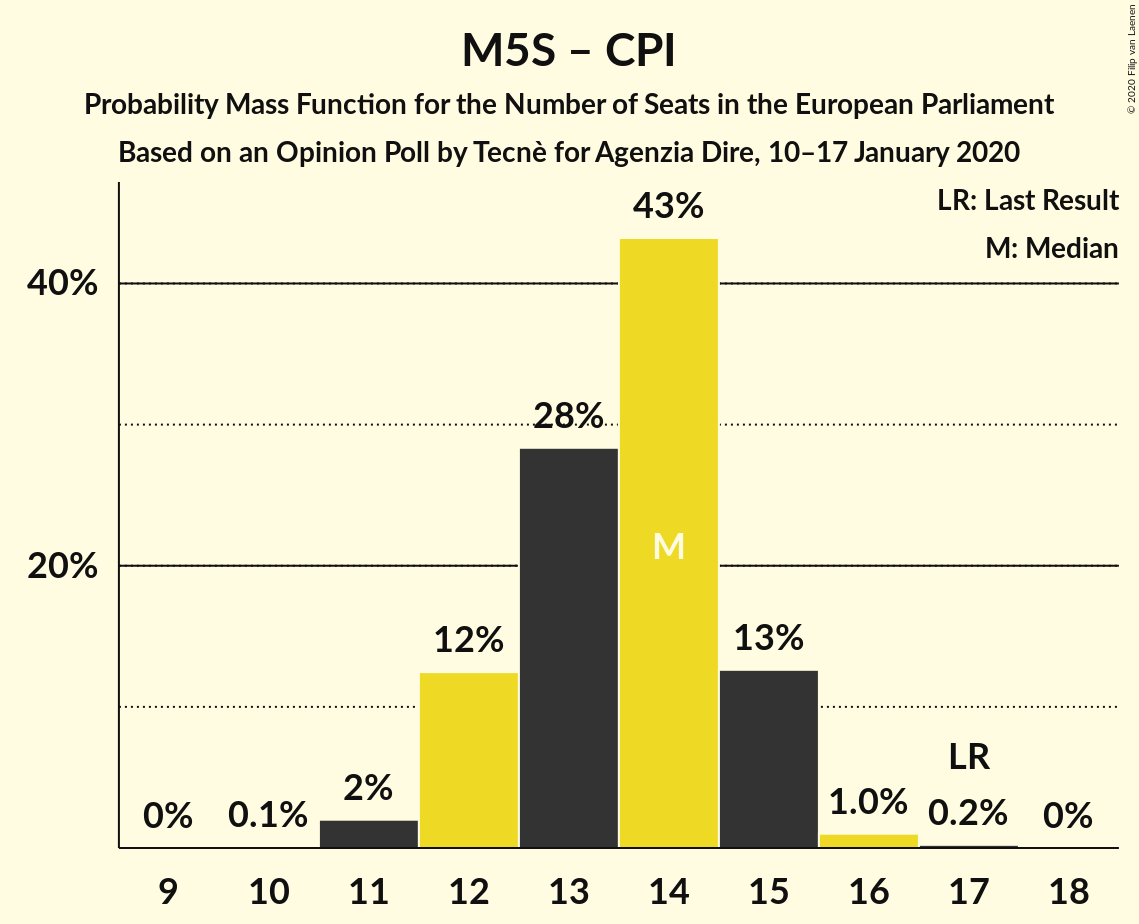 M5S – CPI
Probability Mass Function for the Number of Seats in the European Parliament
Based on an Opinion Poll by Tecnè for Agenzia Dire, 10–17 January 2020
© 2020 Filip van Laenen
LR: Last Result
M: Median
43%
40%
28%
M
20%
12%
13%
LR
2%
0%
0.1%
1.0%
0.2%
0%
9 10 11 12 13 14 15 16 17 18